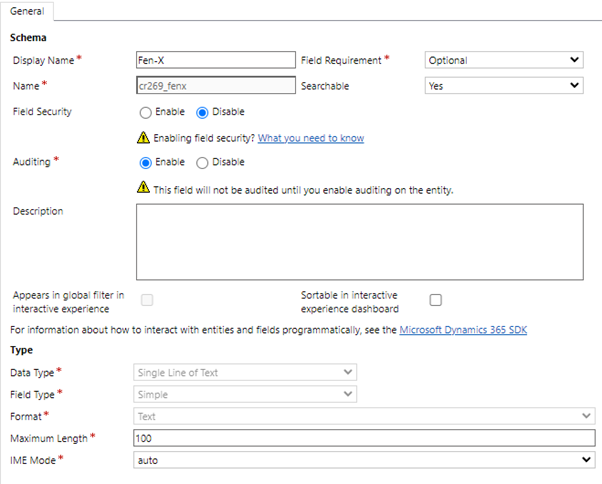 General
Schema
Display Name* Fen-X Field Requirement* Optional
Name* cr269_fenx Searchable Yes
Field Security Enable Disable
Enabling field security? What you need to know
Auditing* Enable Disable
This field will not be audited until you enable auditing on the entity.
Description
Appears in global filter in Sortable in interactive
interactive experience experience dashboard
For information about how to interact with entities and fields programmatically, see the Microsoft Dynamics 365 SDK
Type
Data Type* Single Line of Text
Field Type* Simple
Format* Text
Maximum Length* 100
IME Mode* auto